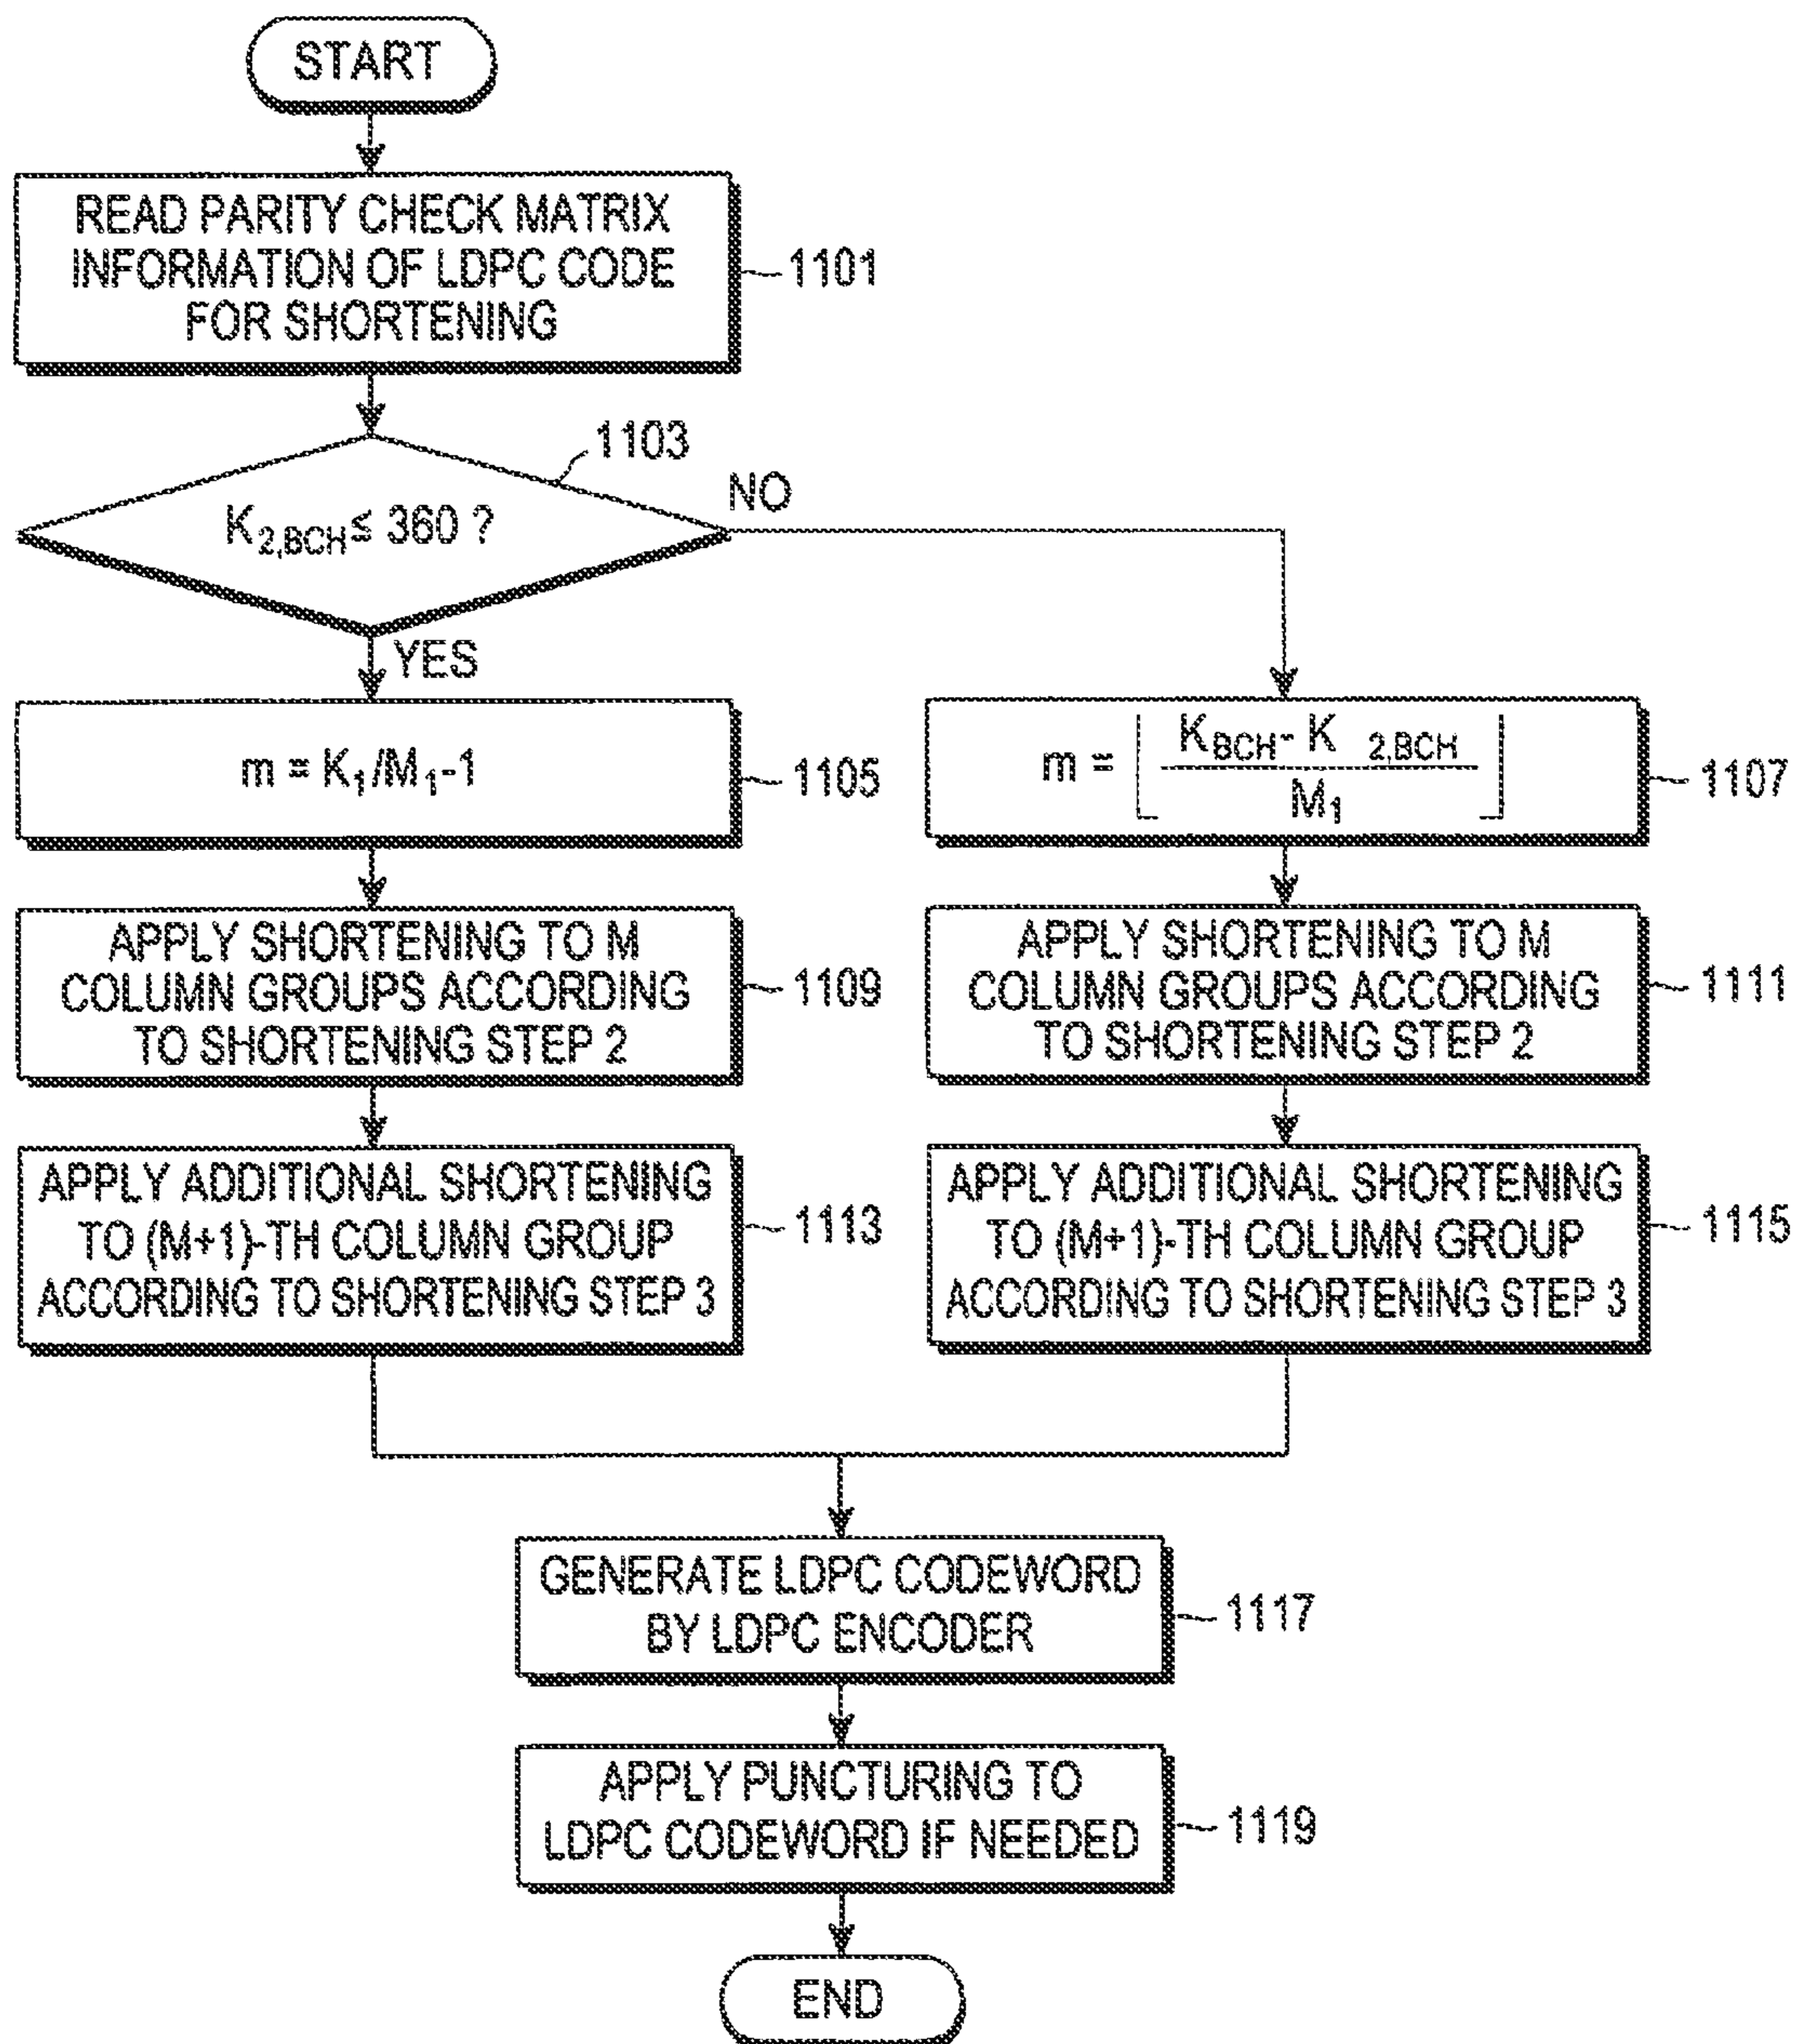 START
READ PARITY CHECK MATRIX
INFORMATION OF LDPC CODE
FOR SHORTENING
1101
1103
K2,BCH ≤ 360 ?
NO
YES
m = K1/M1-1
1105
m = ⌊ KBCH- K 2,BCH / M1 ⌋
1107
APPLY SHORTENING TO M
COLUMN GROUPS ACCORDING
TO SHORTENING STEP 2
1109
APPLY SHORTENING TO M
COLUMN GROUPS ACCORDING
TO SHORTENING STEP 2
1111
APPLY ADDITIONAL SHORTENING
TO (M+1)-TH COLUMN GROUP
ACCORDING TO SHORTENING STEP 3
1113
APPLY ADDITIONAL SHORTENING
TO (M+1)-TH COLUMN GROUP
ACCORDING TO SHORTENING STEP 3
1115
GENERATE LDPC CODEWORD
BY LDPC ENCODER
1117
APPLY PUNCTURING TO
LDPC CODEWORD IF NEEDED
1119
END